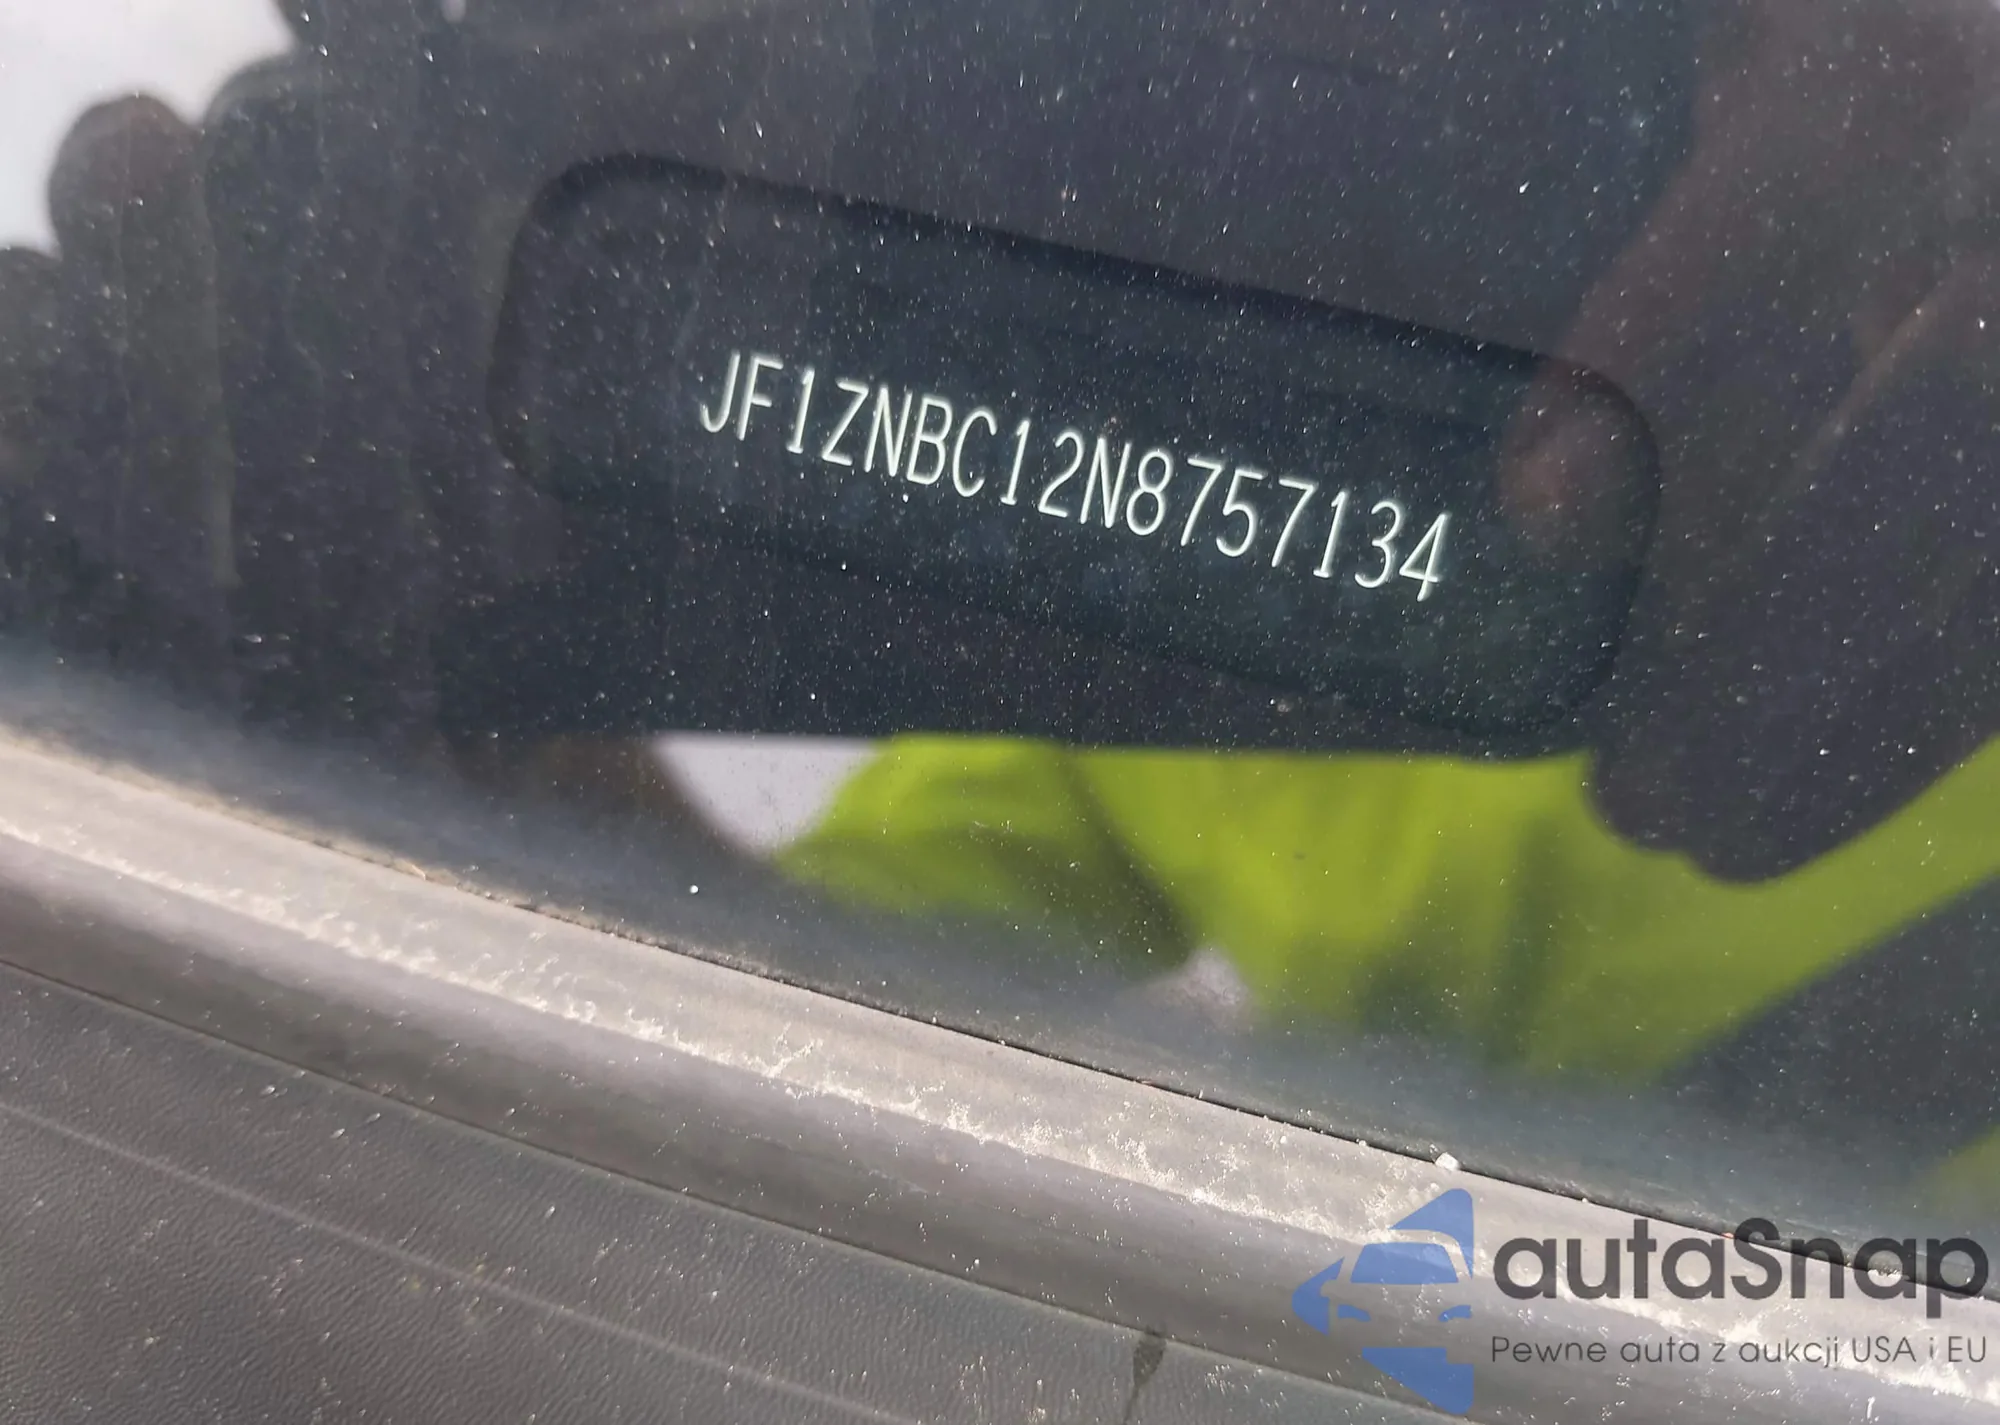 JF1ZNBC12N8757134
autaSnap
Pewne auta z aukcji USA i EU